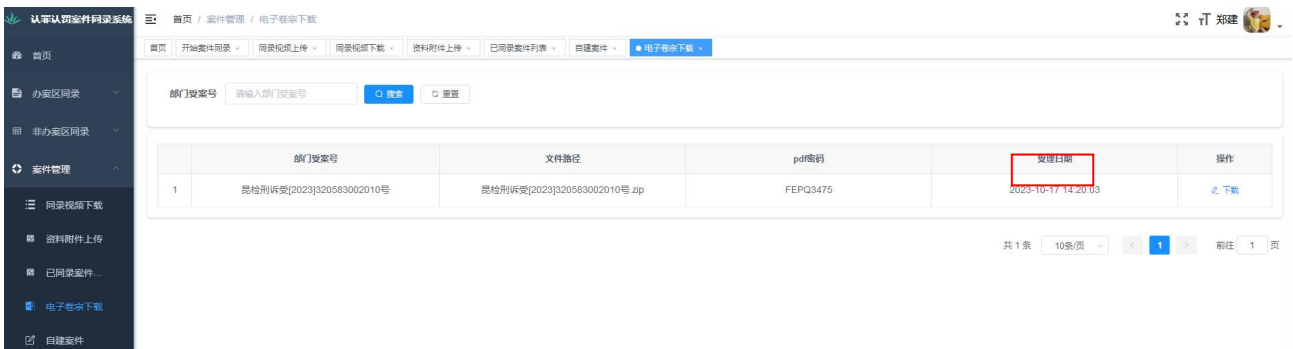 认罪认罚案件同录系统
首页 / 案件管理 / 电子卷宗下载
郑建
首页 开始案件同录 × 同录视频上传 × 同录视频下载 × 资料附件上传 × 已同录案件列表 × 自建案件 × 电子卷宗下载 ×
首页
办案区同录
非办案区同录
案件管理
同录视频下载
资料附件上传
已同录案件...
电子卷宗下载
自建案件
部门受案号 请输入部门受案号 搜索 重置
部门受案号 文件路径 pdf密码 受理日期 操作
1 昆检刑诉受[2023]320583002010号 昆检刑诉受[2023]320583002010号.zip FEPQ3475 2023-10-17 14:20:03 下载
共 1 条 10条/页 < 1 > 前往 1 页